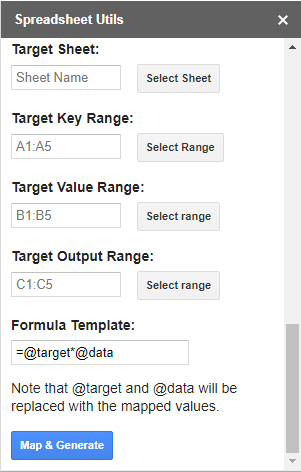 Spreadsheet Utils ×
Target Sheet:
Sheet Name Select Sheet
Target Key Range:
A1:A5 Select Range
Target Value Range:
B1:B5 Select range
Target Output Range:
C1:C5 Select range
Formula Template:
=@target*@data
Note that @target and @data will be
replaced with the mapped values.
Map & Generate